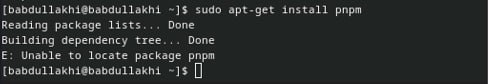 [babdullakhi@babdullakhi ~]$ sudo apt-get install pnpm
Reading package lists... Done
Building dependency tree... Done
E: Unable to locate package pnpm
[babdullakhi@babdullakhi ~]$